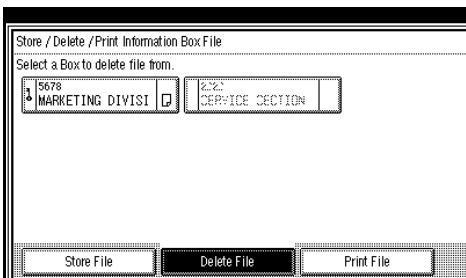 Store / Delete / Print Information Box File
Select a Box to delete file from.
5678
MARKETING DIVISI
SERVICE SECTION
Store File
Delete File
Print File